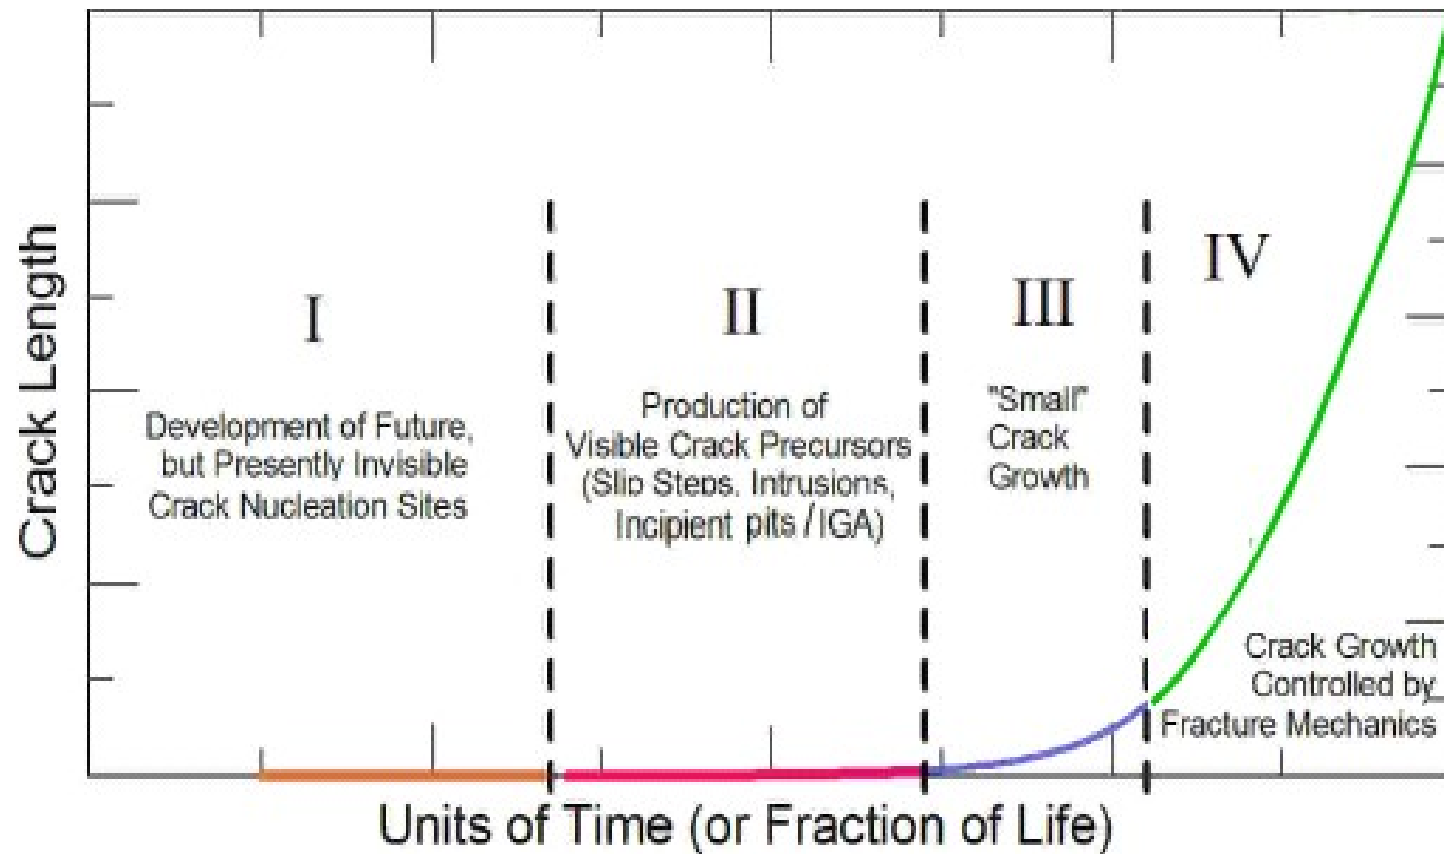 Crack Length
I
Development of Future,
but Presently Invisible
Crack Nucleation Sites
II
Production of
Visible Crack Precursors
(Slip Steps, Intrusions,
Incipient pits / IGA)
III
"Small"
Crack
Growth
IV
Crack Growth
Controlled by
Fracture Mechanics
Units of Time (or Fraction of Life)